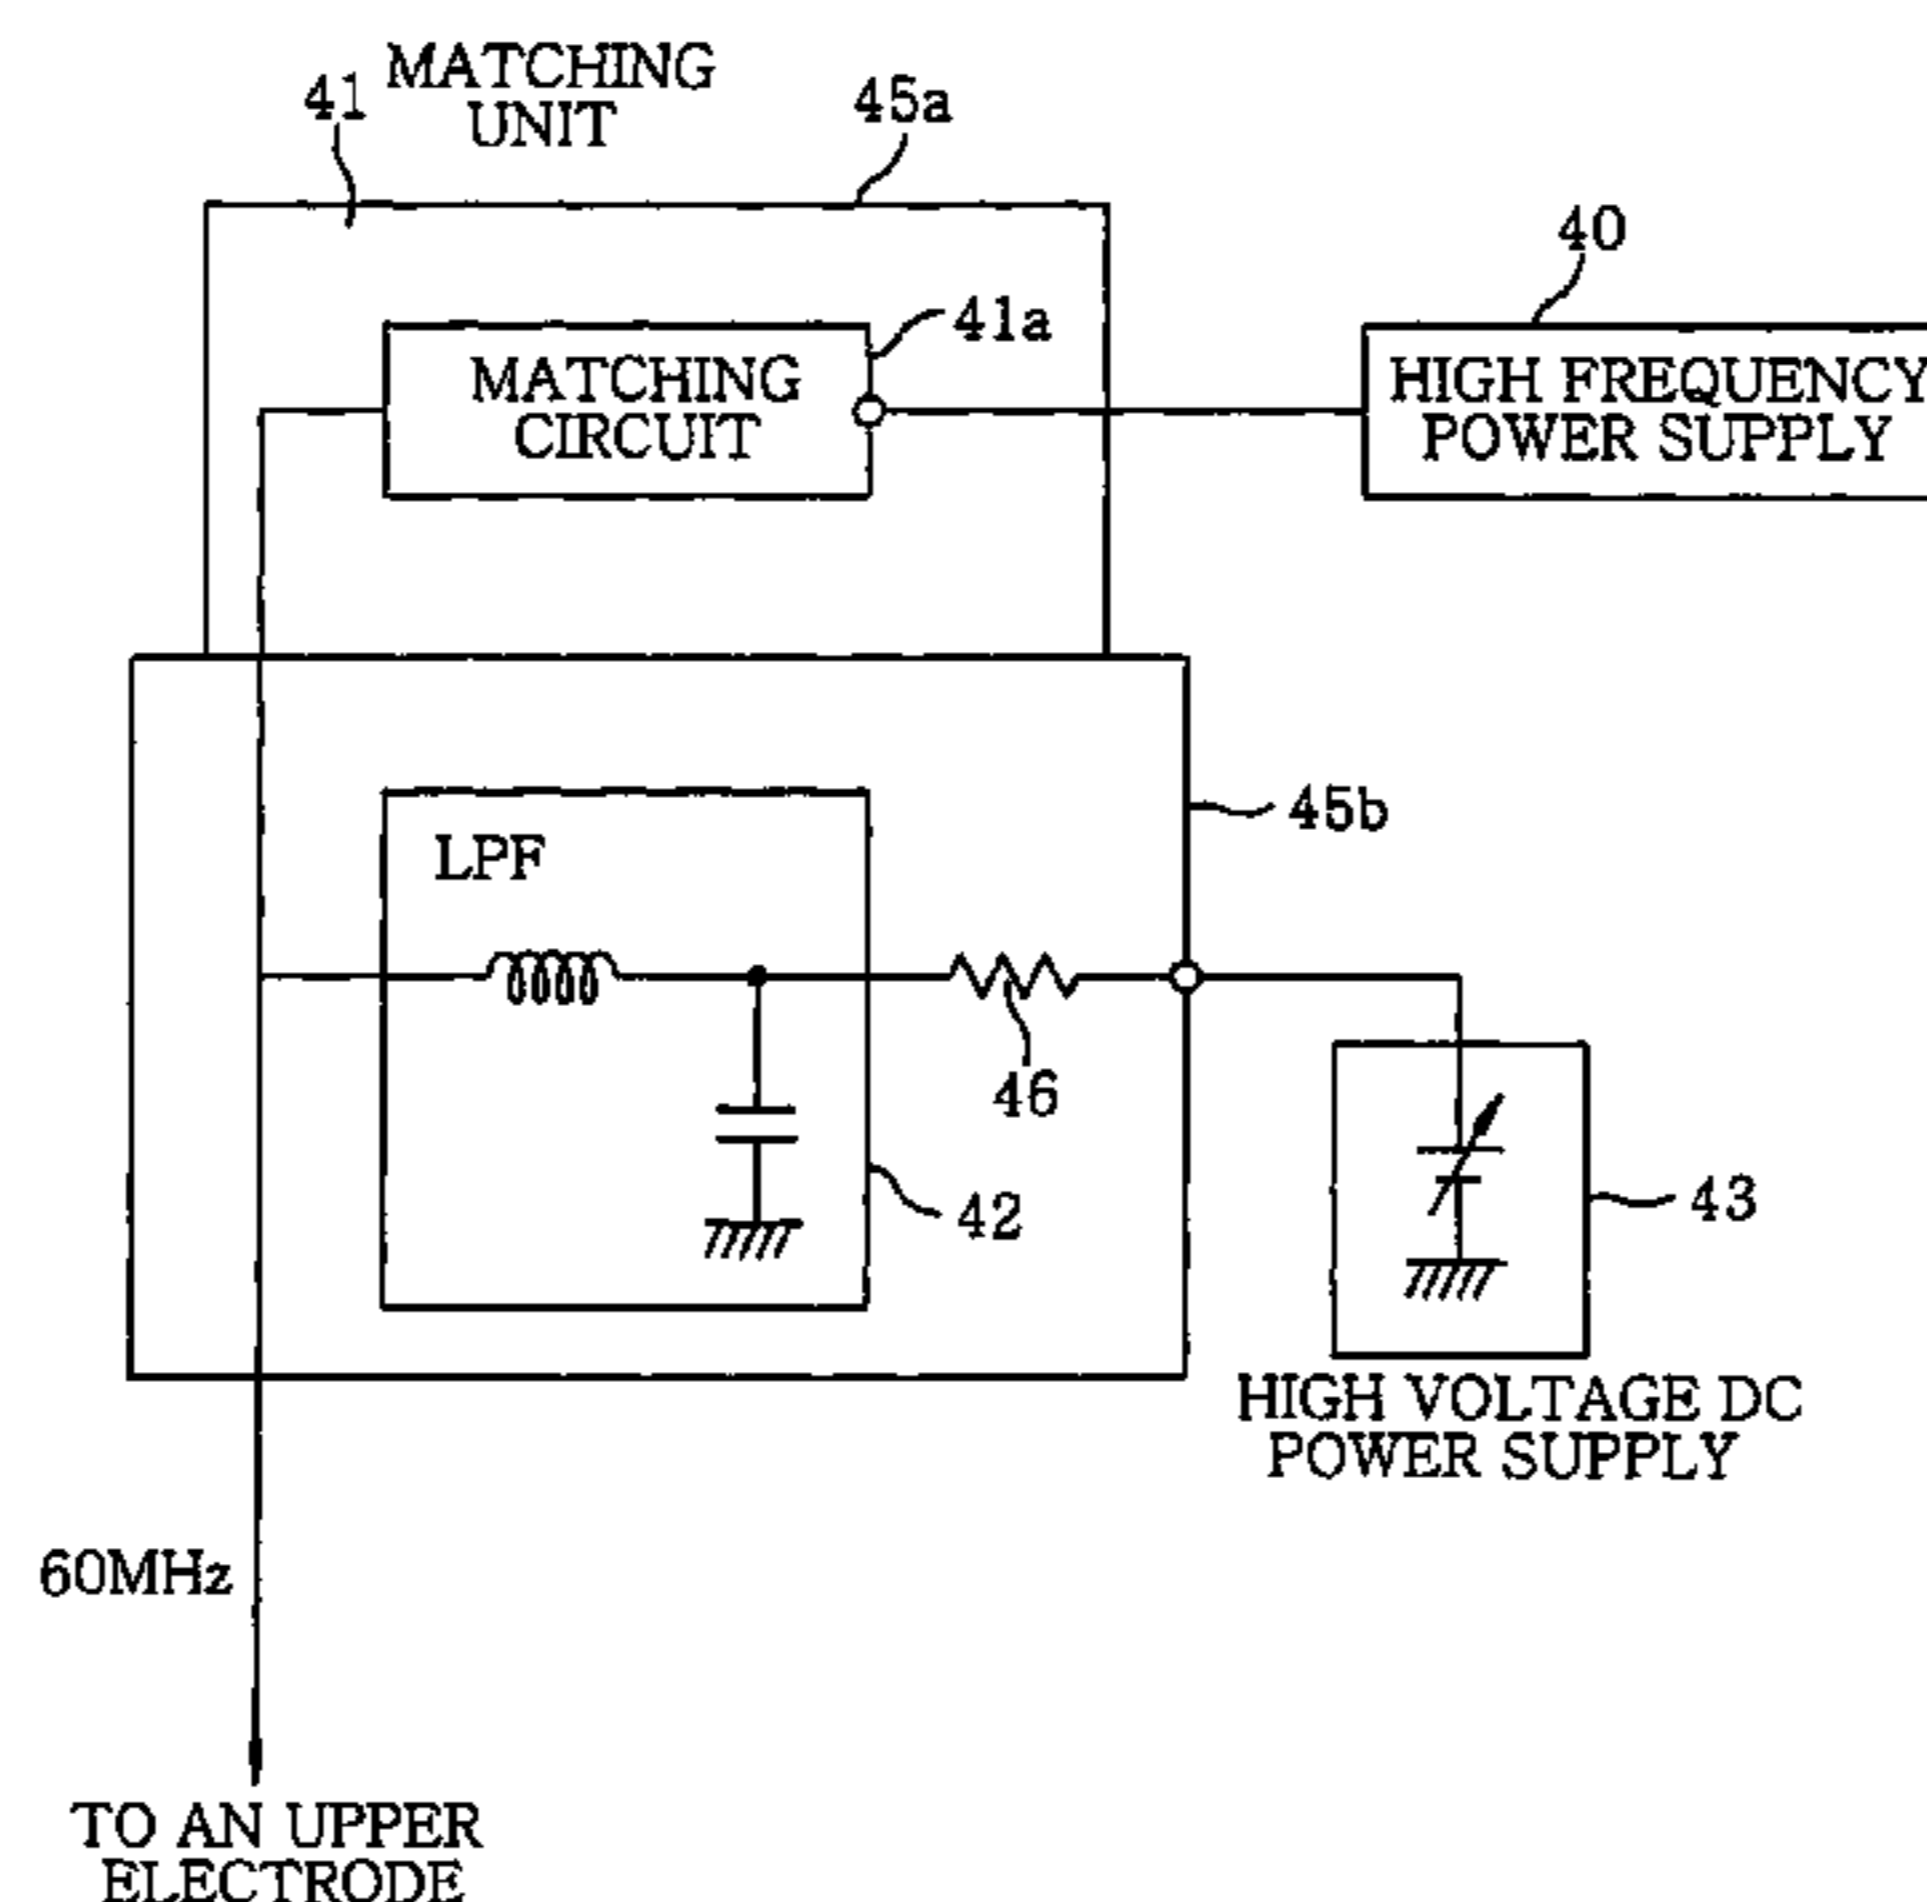 41
MATCHING
UNIT
45a
40
41a
MATCHING
CIRCUIT
HIGH FREQUENCY
POWER SUPPLY
45b
LPF
46
42
43
HIGH VOLTAGE DC
POWER SUPPLY
60MHz
TO AN UPPER
ELECTRODE